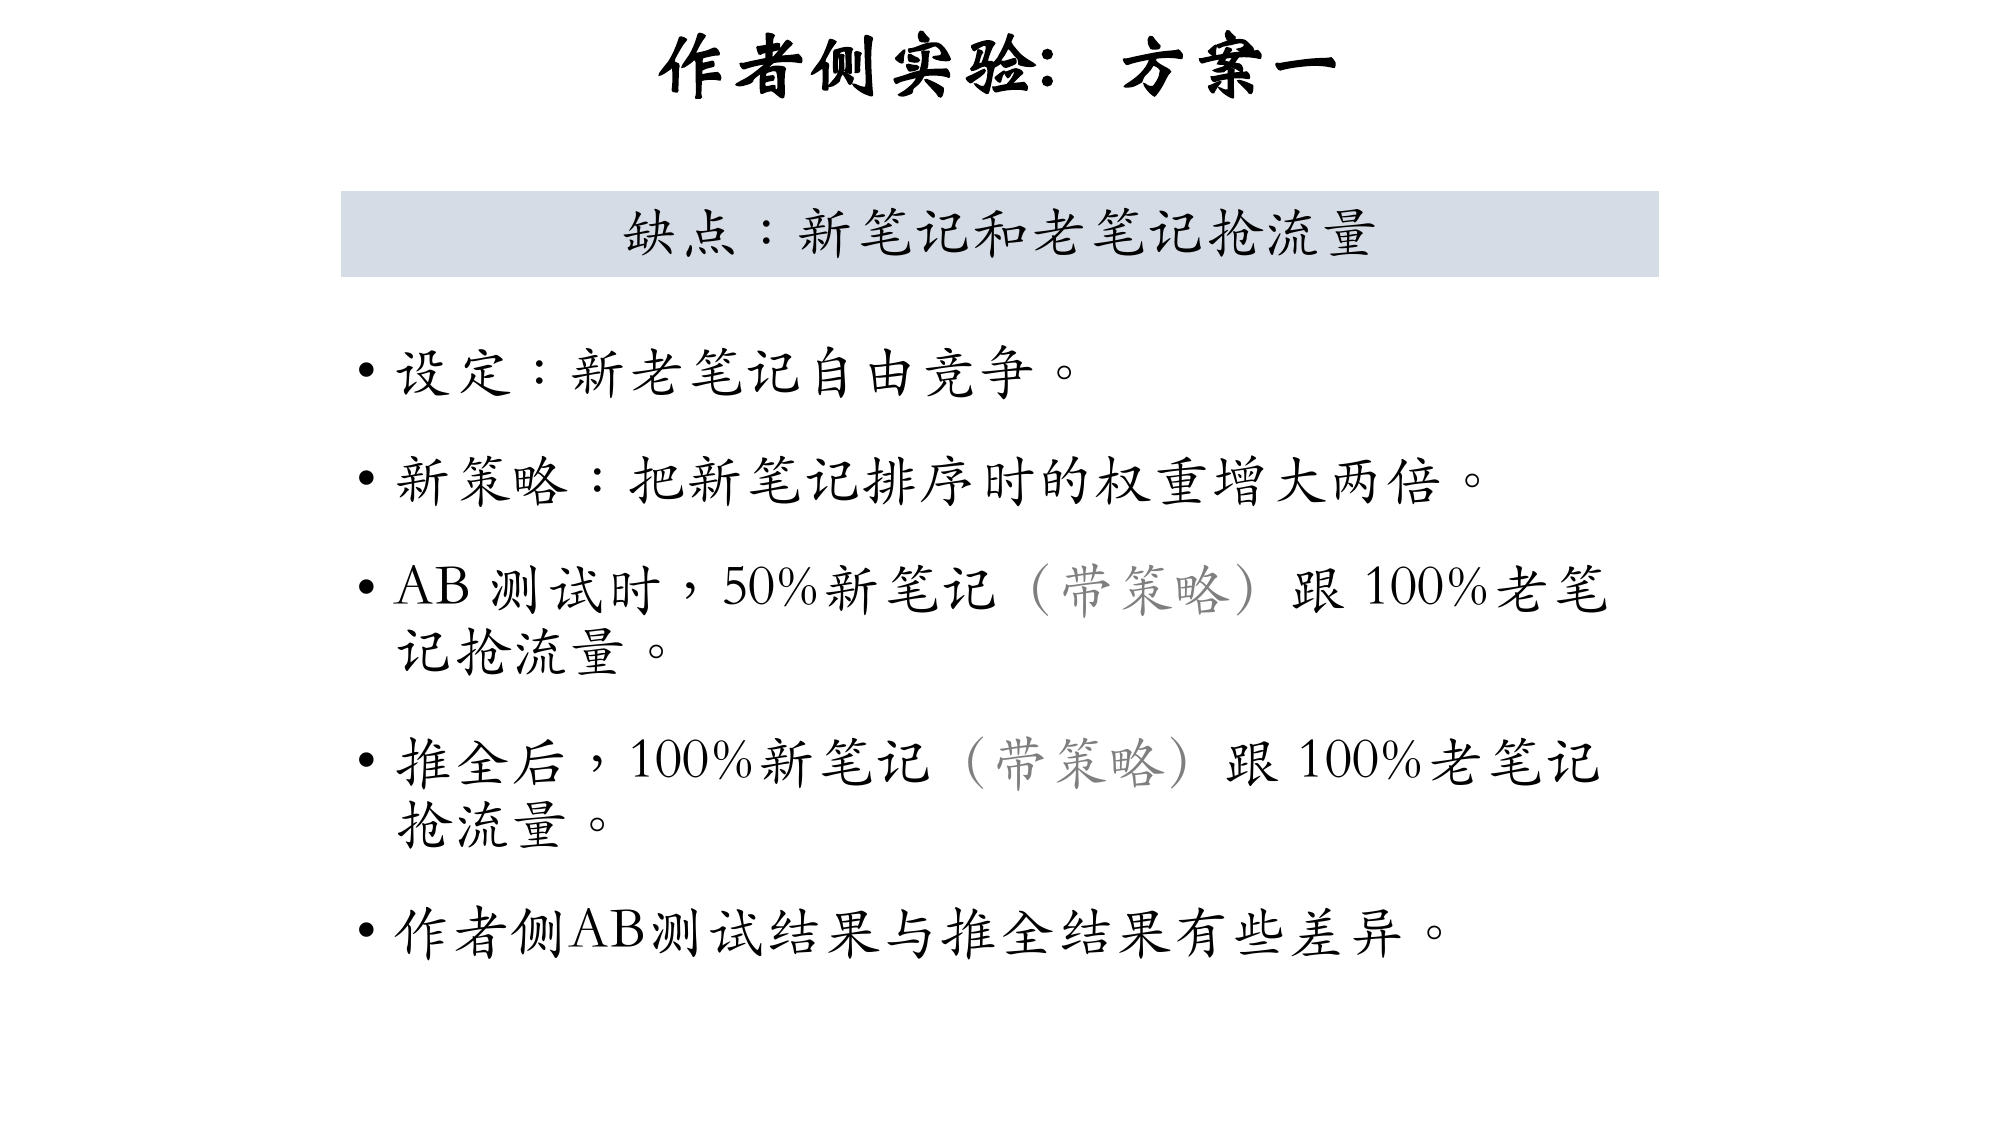 作者侧实验：方案一
缺点：新笔记和老笔记抢流量
• 设定：新老笔记自由竞争。
• 新策略：把新笔记排序时的权重增大两倍。
• AB 测试时，50%新笔记（带策略）跟 100%老笔
记抢流量。
• 推全后，100%新笔记（带策略）跟 100%老笔记
抢流量。
• 作者侧AB测试结果与推全结果有些差异。